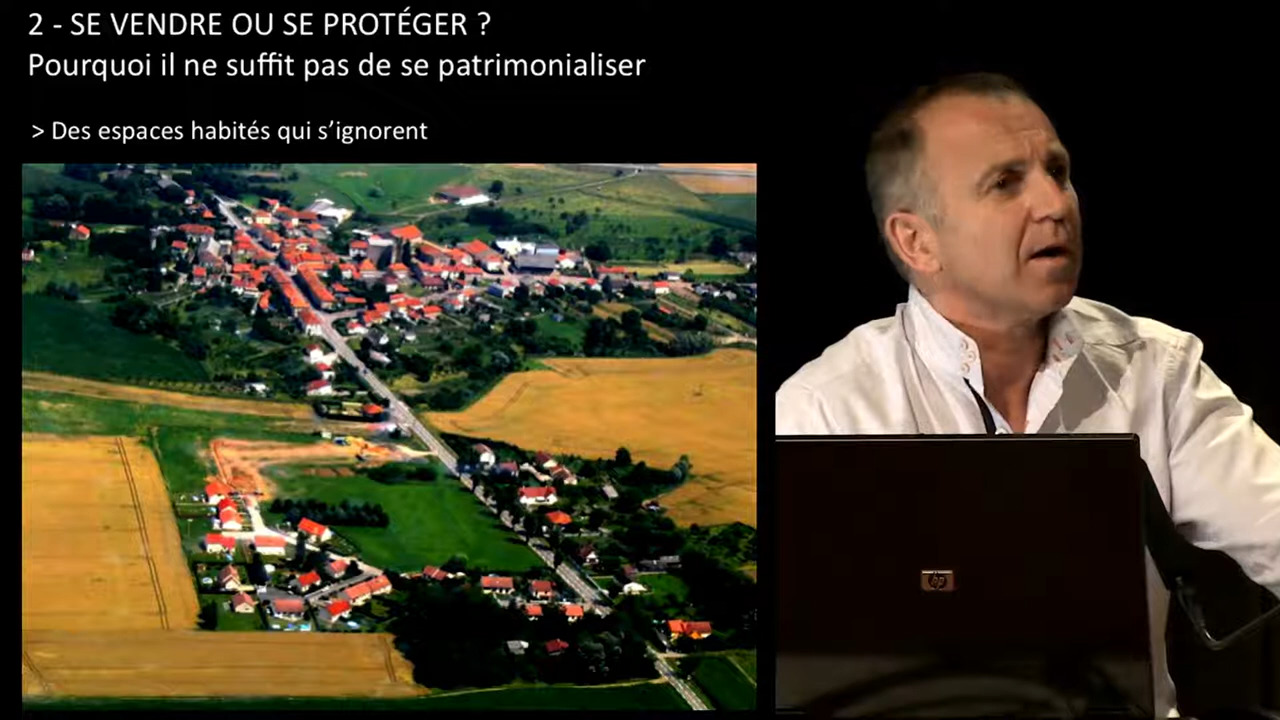 2 - SE VENDRE OU SE PROTÉGER ?
Pourquoi il ne suffit pas de se patrimonialiser
> Des espaces habités qui s’ignorent
hp